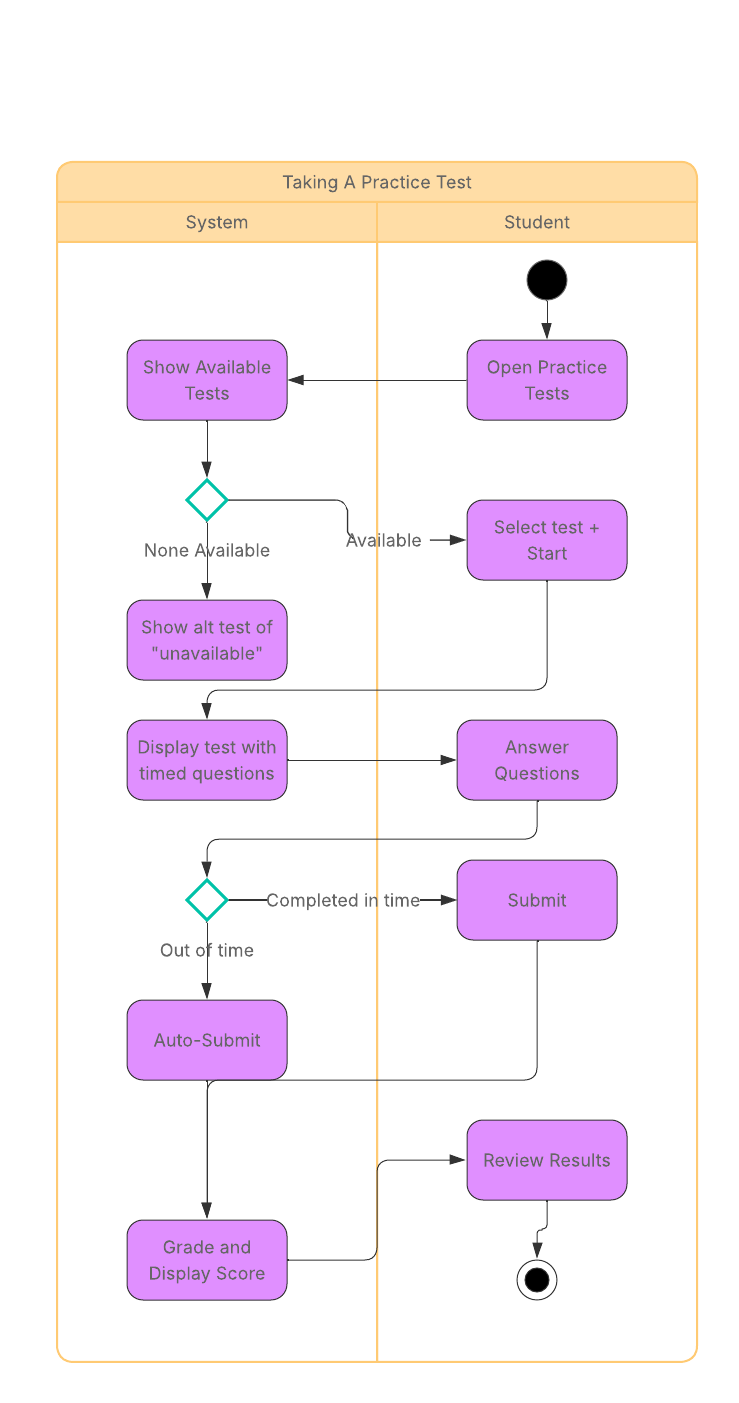 Taking A Practice Test
System
Student
Show Available
Tests
Open Practice
Tests
None Available
Available
Select test +
Start
Show alt test of
"unavailable"
Display test with
timed questions
Answer
Questions
Completed in time
Submit
Out of time
Auto-Submit
Review Results
Grade and
Display Score